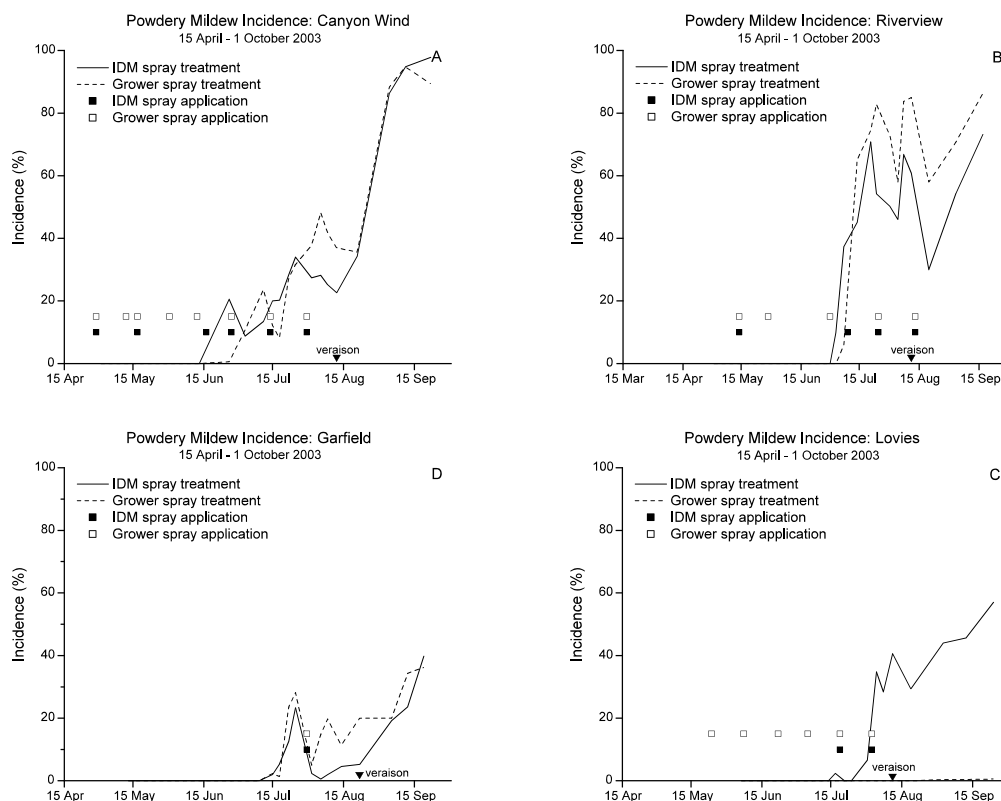 Powdery Mildew Incidence: Canyon Wind
15 April - 1 October 2003
A
IDM spray treatment
Grower spray treatment
IDM spray application
Grower spray application
Incidence (%)
100
80
60
40
20
0
veraison
15 Apr 15 May 15 Jun 15 Jul 15 Aug 15 Sep
Powdery Mildew Incidence: Riverview
15 April - 1 October 2003
B
IDM spray treatment
Grower spray treatment
IDM spray application
Grower spray application
Incidence (%)
100
80
60
40
20
0
veraison
15 Mar 15 Apr 15 May 15 Jun 15 Jul 15 Aug 15 Sep
Powdery Mildew Incidence: Garfield
15 April - 1 October 2003
D
IDM spray treatment
Grower spray treatment
IDM spray application
Grower spray application
Incidence (%)
100
80
60
40
20
0
veraison
15 Apr 15 May 15 Jun 15 Jul 15 Aug 15 Sep
Powdery Mildew Incidence: Lovies
15 April - 1 October 2003
C
IDM spray treatment
Grower spray treatment
IDM spray application
Grower spray application
Incidence (%)
100
80
60
40
20
0
veraison
15 Apr 15 May 15 Jun 15 Jul 15 Aug 15 Sep